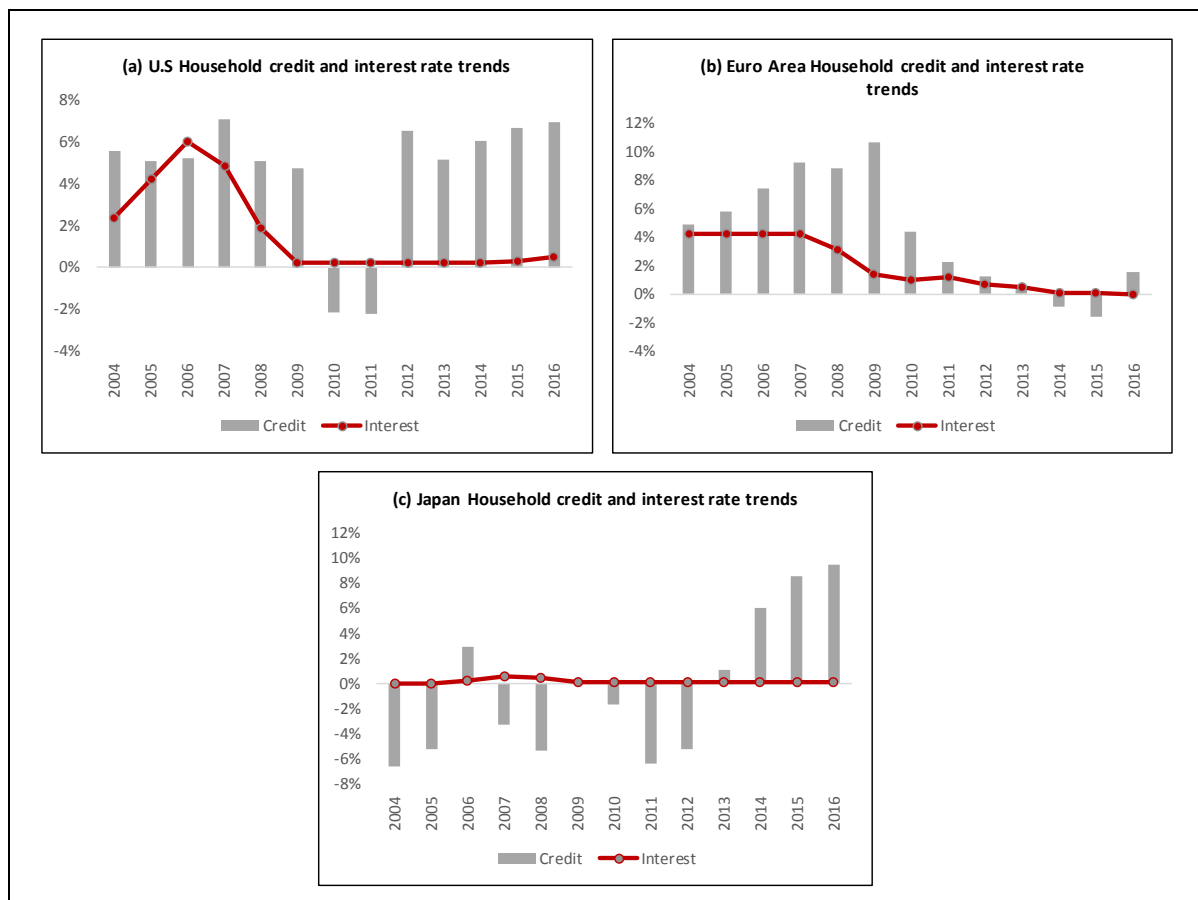 (a) U.S Household credit and interest rate trends
8%
6%
4%
2%
0%
-2%
-4%
2004 2005 2006 2007 2008 2009 2010 2011 2012 2013 2014 2015 2016
Credit Interest
(b) Euro Area Household credit and interest rate
trends
12%
10%
8%
6%
4%
2%
0%
-2%
-4%
2004 2005 2006 2007 2008 2009 2010 2011 2012 2013 2014 2015 2016
Credit Interest
(c) Japan Household credit and interest rate trends
12%
10%
8%
6%
4%
2%
0%
-2%
-4%
-6%
-8%
2004 2005 2006 2007 2008 2009 2010 2011 2012 2013 2014 2015 2016
Credit Interest